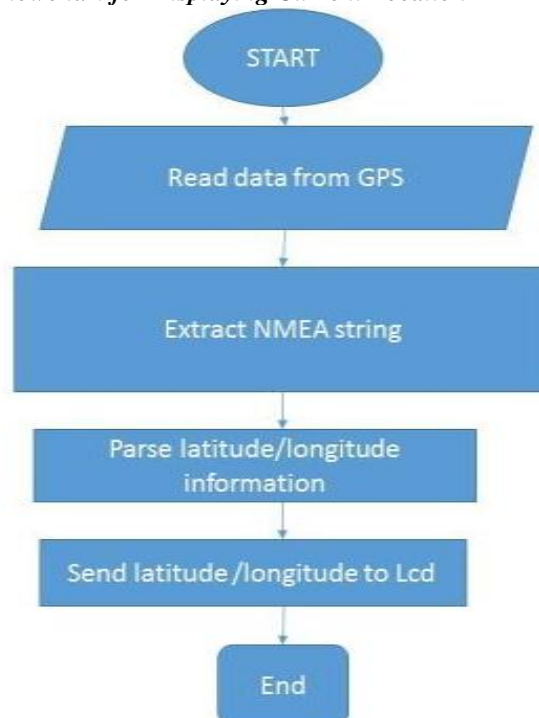 START
Read data from GPS
Extract NMEA string
Parse latitude/longitude
information
Send latitude/longitude to Lcd
End